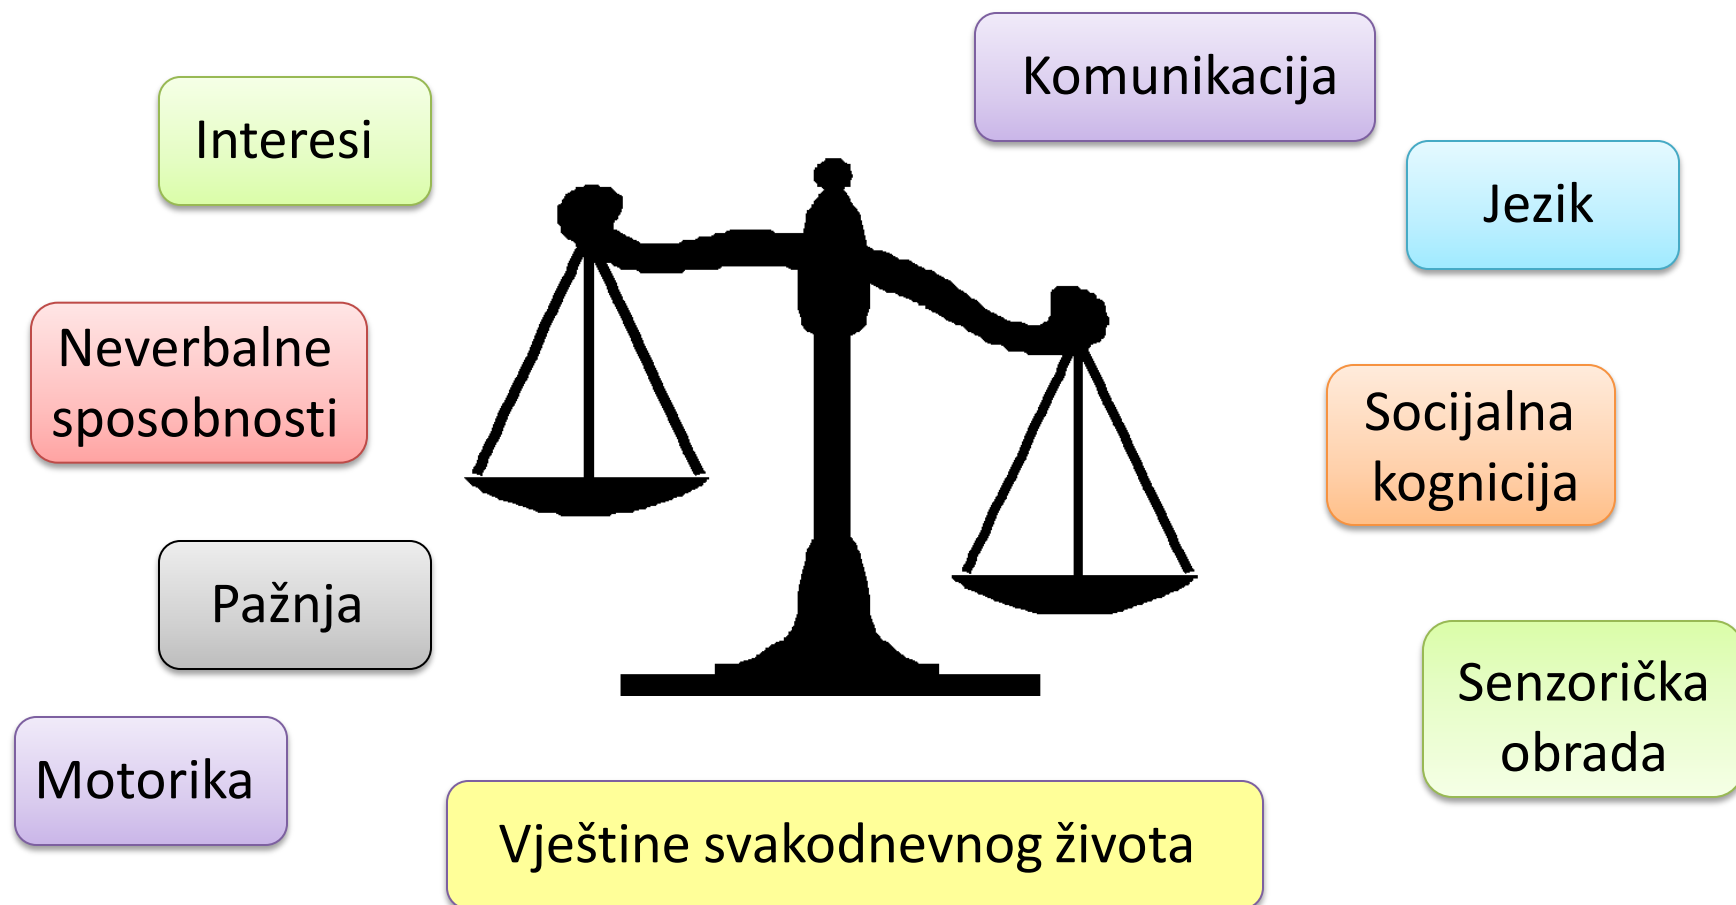 Komunikacija
Interesi
Jezik
Neverbalne
sposobnosti
Socijalna
kognicija
Pažnja
Senzorička
obrada
Motorika
Vještine svakodnevnog života